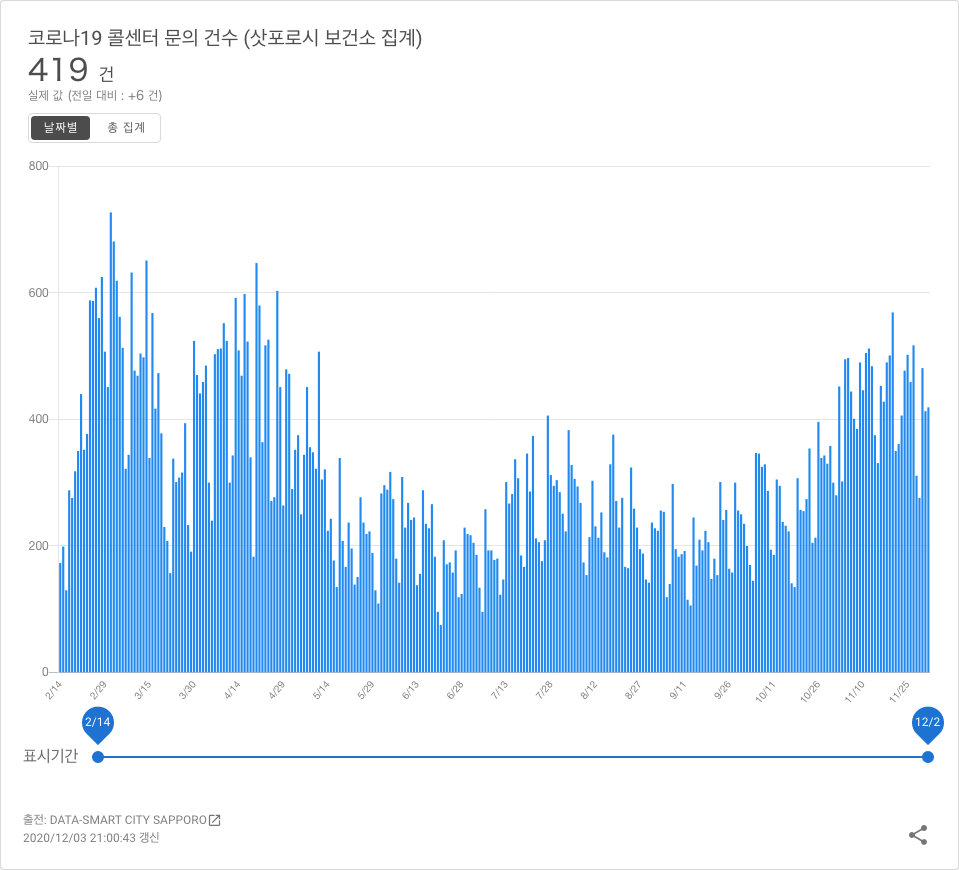 코로나19 콜센터 문의 건수 (삿포로시 보건소 집계)
419 건
실제 값 (전일 대비 : +6 건)
날짜별 총 집계
800
600
400
200
0
2/14 2/29 3/15 3/30 4/14 4/29 5/14 5/29 6/13 6/28 7/13 7/28 8/12 8/27 9/11 9/26 10/11 10/26 11/10 11/25
2/14 12/2
표시기간
출전: DATA-SMART CITY SAPPORO
2020/12/03 21:00:43 갱신